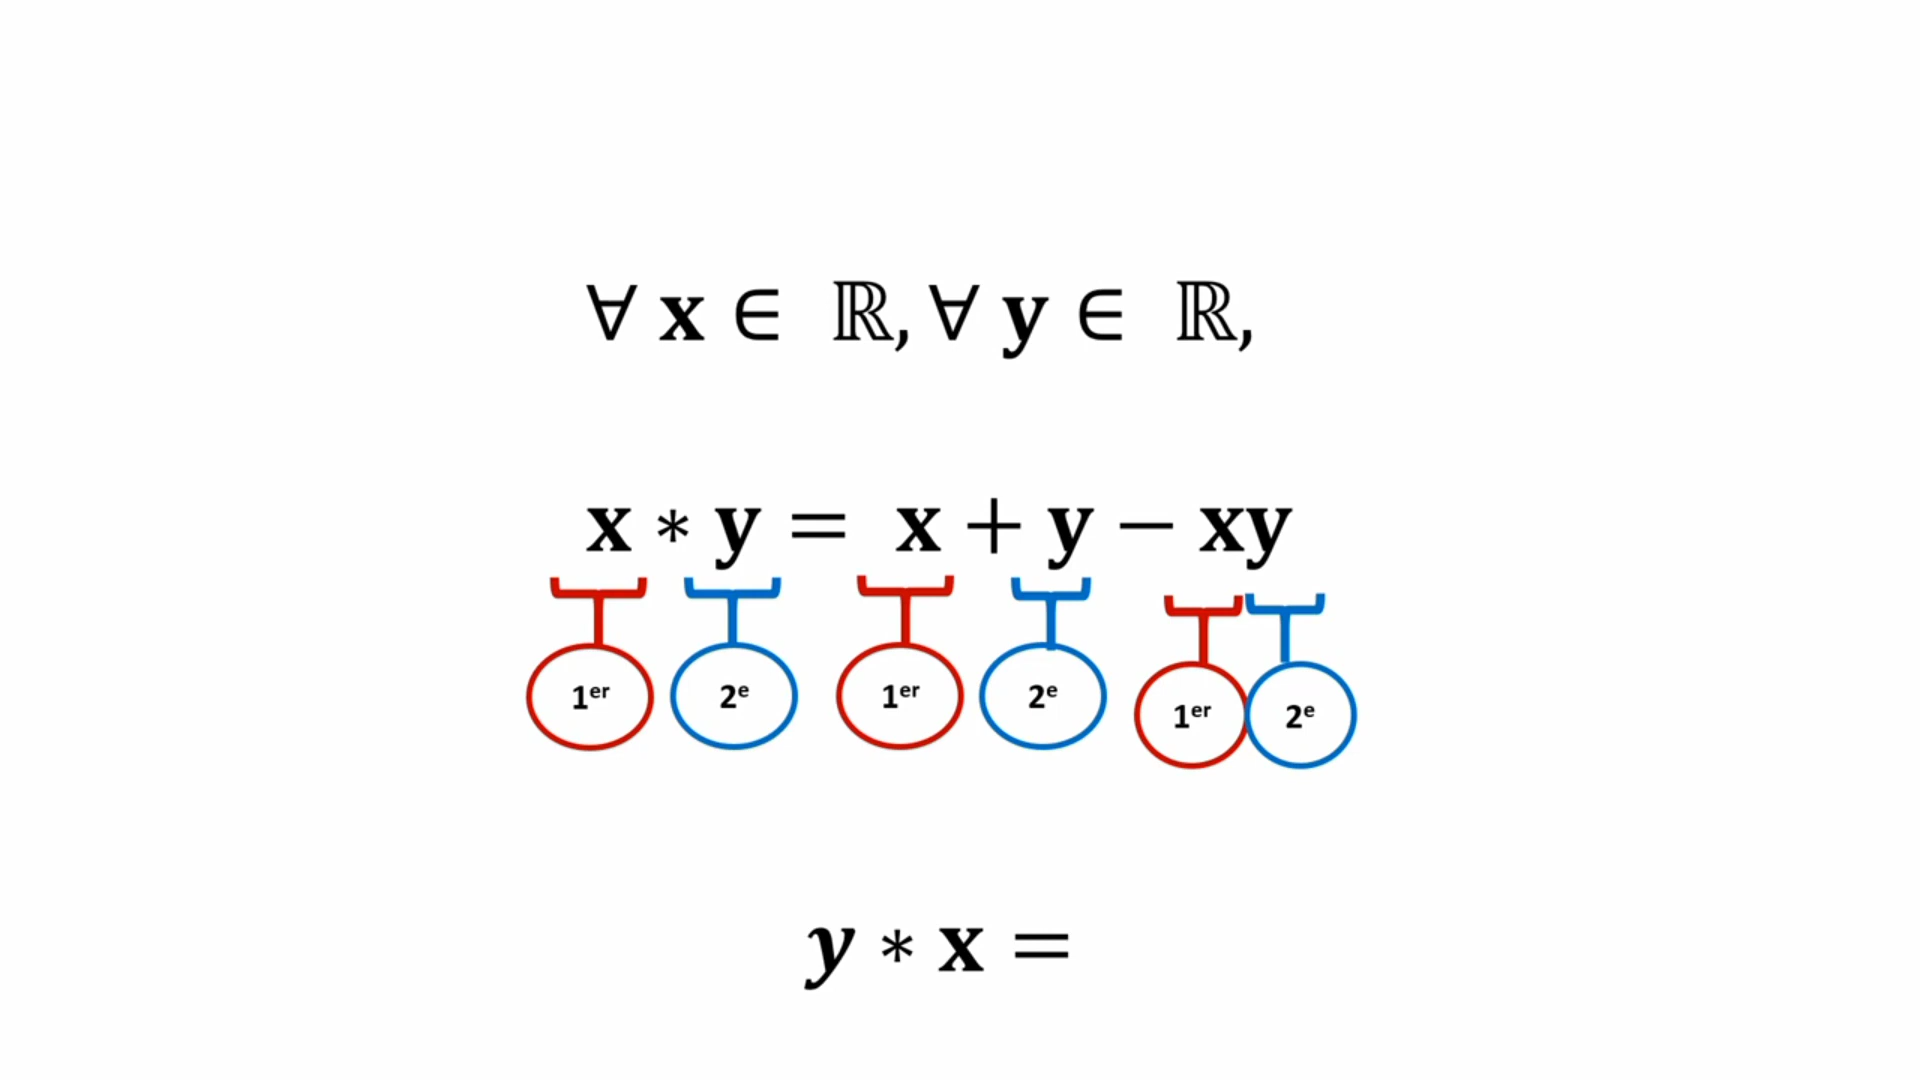 ∀ x ∈ ℝ, ∀ y ∈ ℝ,
x ∗ y = x + y − xy
1er 2e 1er 2e 1er 2e
y ∗ x =